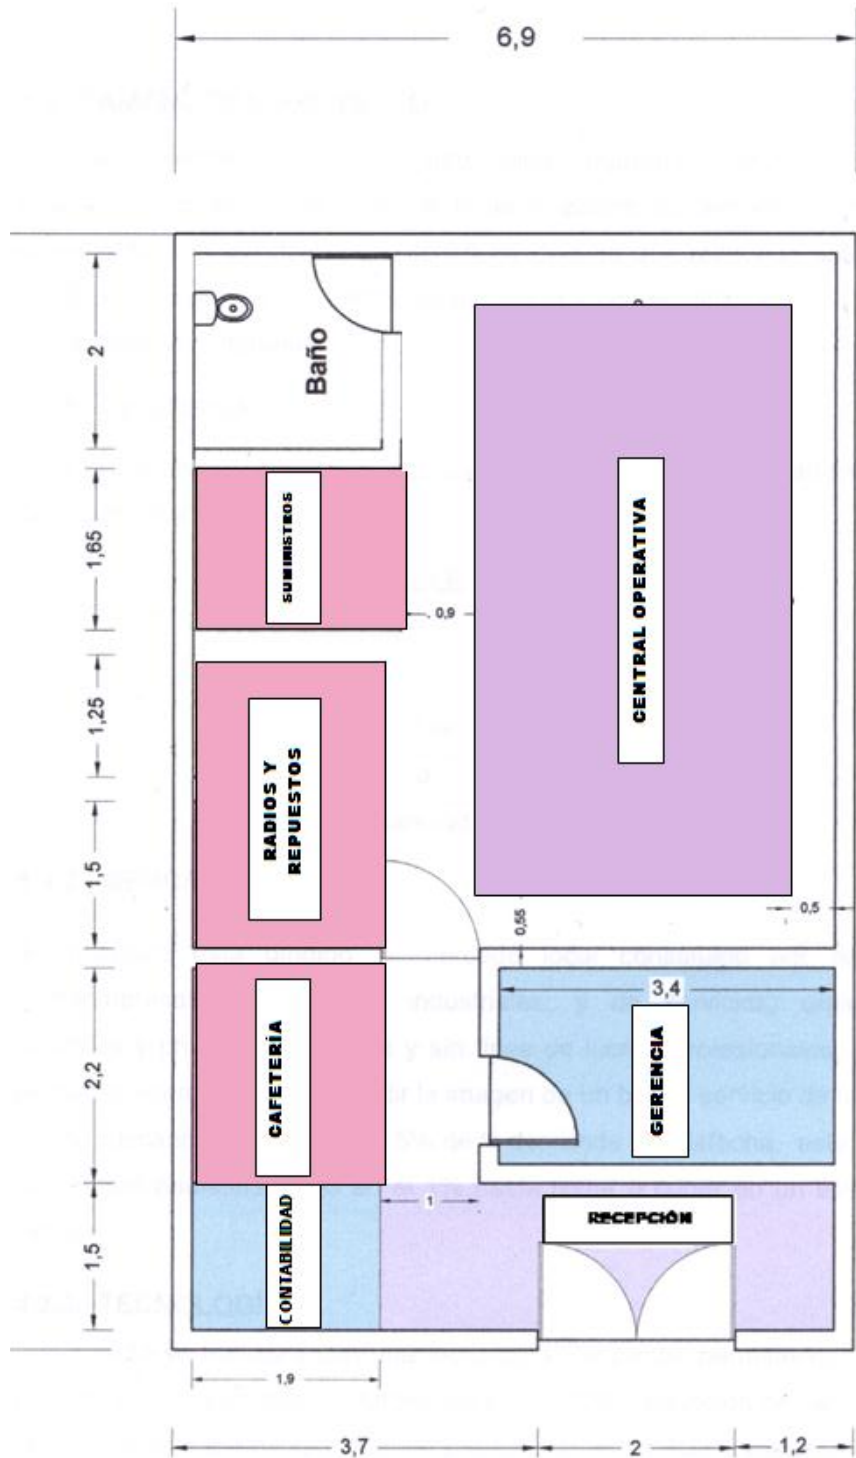 6,9
2
Baño
1,65
SUMINISTROS
0,9
CENTRAL OPERATIVA
1,25
RADIOS Y
REPUESTOS
1,5
0,55
0,5
3,4
2,2
CAFETERIA
GERENCIA
1
RECEPCIÓN
1,5
CONTABILIDAD
1,9
3,7
2
1,2